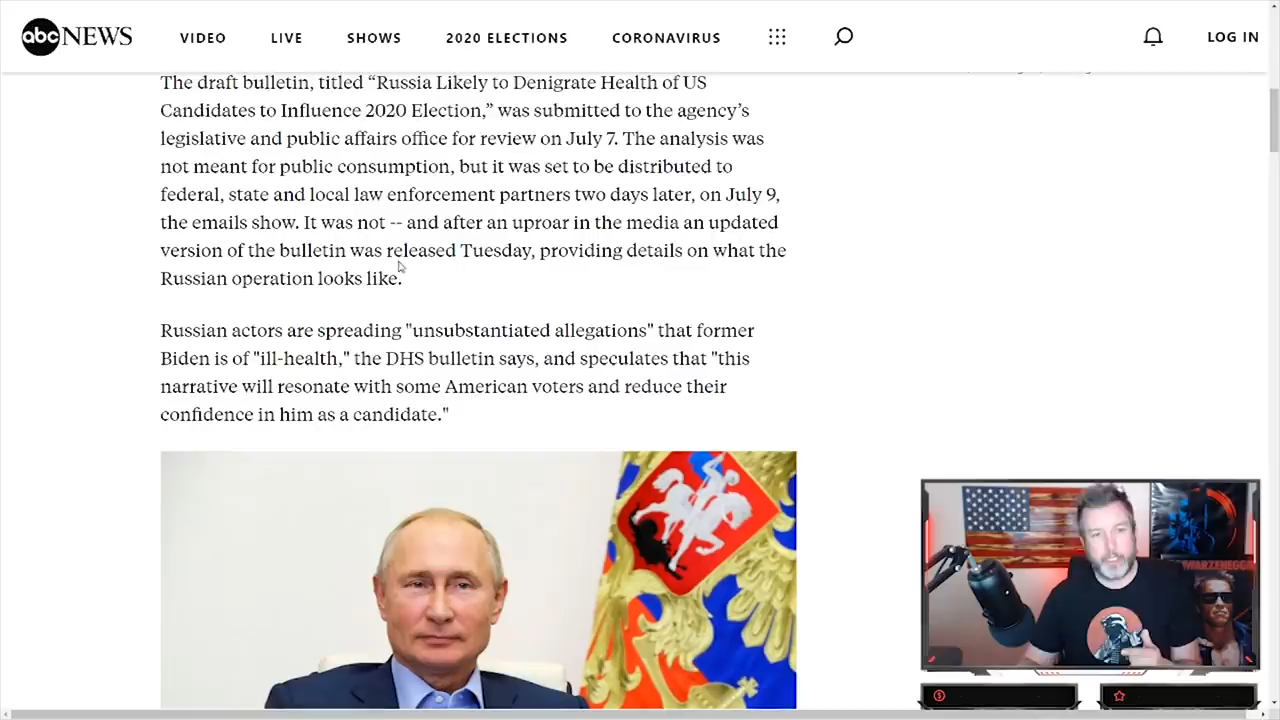 abc NEWS VIDEO LIVE SHOWS 2020 ELECTIONS CORONAVIRUS LOG IN
The draft bulletin, titled “Russia Likely to Denigrate Health of US
Candidates to Influence 2020 Election,” was submitted to the agency’s
legislative and public affairs office for review on July 7. The analysis was
not meant for public consumption, but it was set to be distributed to
federal, state and local law enforcement partners two days later, on July 9,
the emails show. It was not -- and after an uproar in the media an updated
version of the bulletin was released Tuesday, providing details on what the
Russian operation looks like.
Russian actors are spreading "unsubstantiated allegations" that former
Biden is of "ill-health," the DHS bulletin says, and speculates that "this
narrative will resonate with some American voters and reduce their
confidence in him as a candidate."